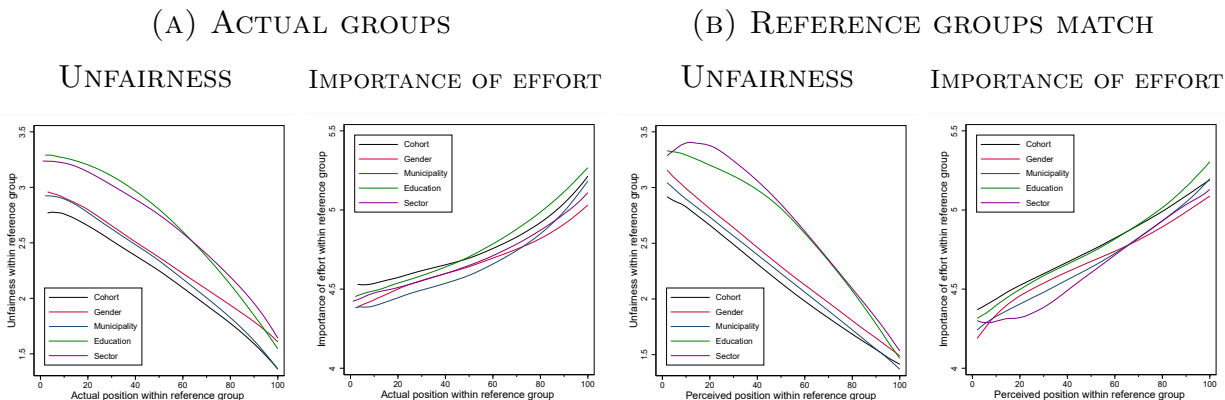 (A) ACTUAL GROUPS
UNFAIRNESS
IMPORTANCE OF EFFORT
Unfairness within reference group
3.5
3
2.5
2
1.5
Cohort
Gender
Municipality
Education
Sector
0 20 40 60 80 100
Actual position within reference group
Importance of effort within reference group
5.5
5
4.5
4
Cohort
Gender
Municipality
Education
Sector
0 20 40 60 80 100
Actual position within reference group
(B) REFERENCE GROUPS MATCH
UNFAIRNESS
IMPORTANCE OF EFFORT
Unfairness within reference group
3.5
3
2.5
2
1.5
Cohort
Gender
Municipality
Education
Sector
0 20 40 60 80 100
Perceived position within reference group
Importance of effort within reference group
5.5
5
4.5
4
Cohort
Gender
Municipality
Education
Sector
0 20 40 60 80 100
Perceived position within reference group